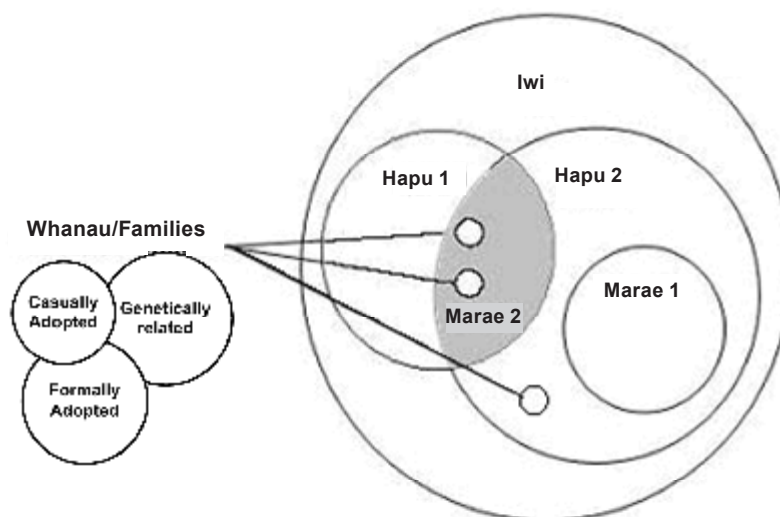 Iwi
Hapu 1
Hapu 2
Whanau/Families
Casually
Adopted
Genetically
related
Formally
Adopted
Marae 1
Marae 2